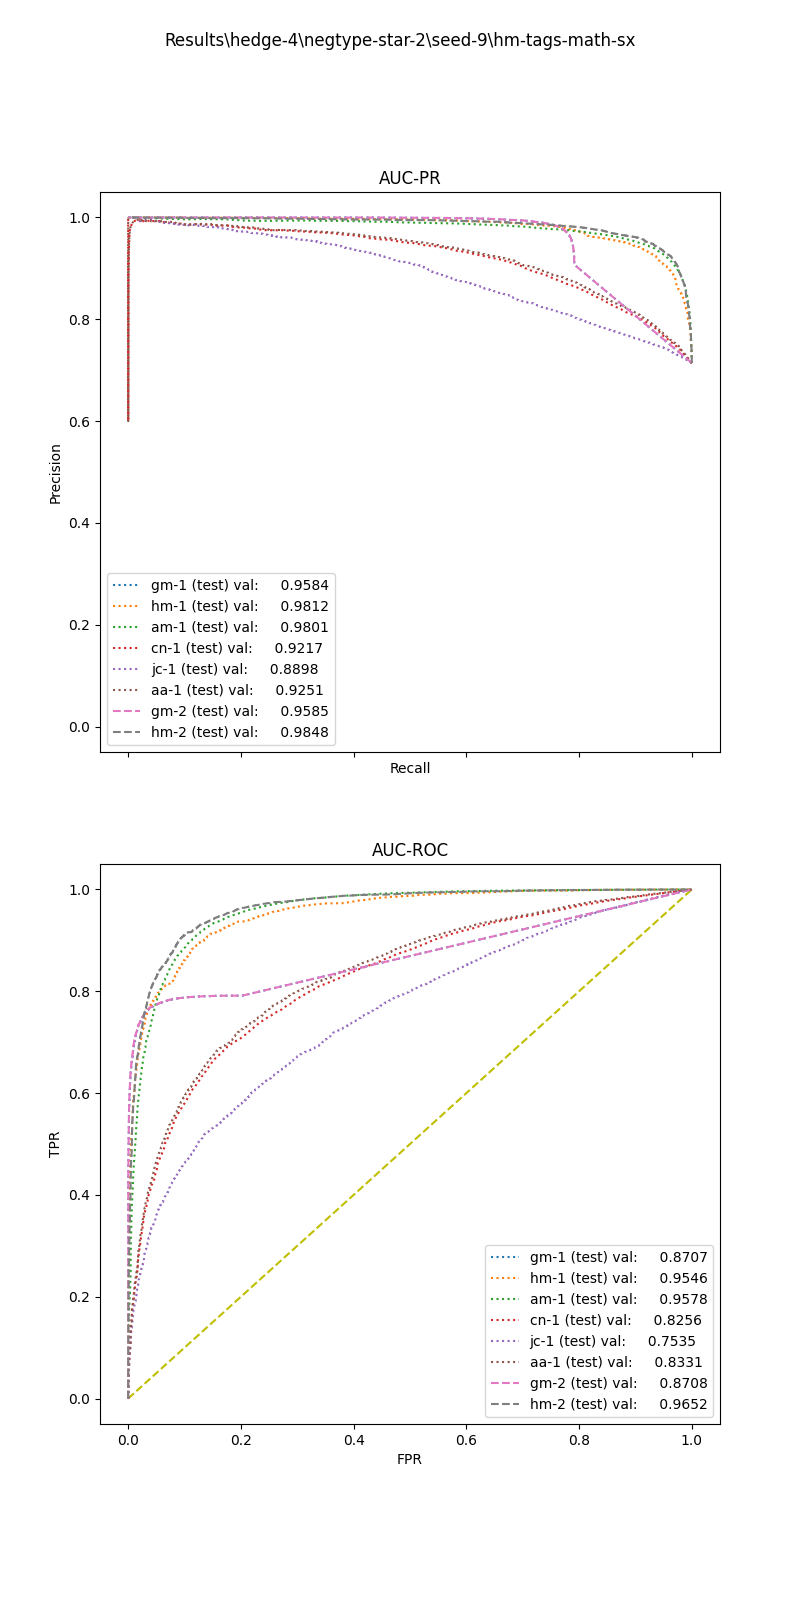 Results\hedge-4\negtype-star-2\seed-9\hm-tags-math-sx
AUC-PR
1.0
0.8
0.6
0.4
0.2
0.0
Precision
gm-1 (test) val: 0.9584
hm-1 (test) val: 0.9812
am-1 (test) val: 0.9801
cn-1 (test) val: 0.9217
jc-1 (test) val: 0.8898
aa-1 (test) val: 0.9251
gm-2 (test) val: 0.9585
hm-2 (test) val: 0.9848
Recall
AUC-ROC
1.0
0.8
0.6
0.4
0.2
0.0
TPR
gm-1 (test) val: 0.8707
hm-1 (test) val: 0.9546
am-1 (test) val: 0.9578
cn-1 (test) val: 0.8256
jc-1 (test) val: 0.7535
aa-1 (test) val: 0.8331
gm-2 (test) val: 0.8708
hm-2 (test) val: 0.9652
0.0 0.2 0.4 0.6 0.8 1.0
FPR